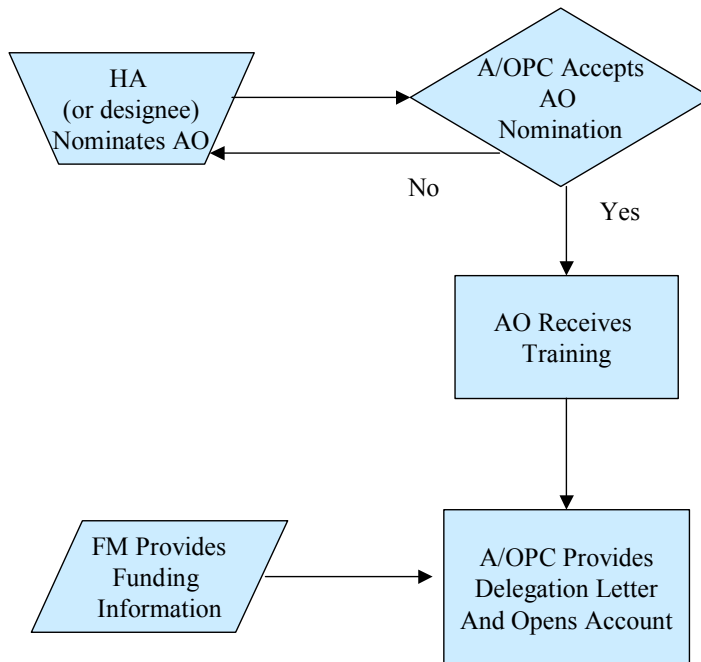 HA
(or designee)
Nominates AO
A/OPC Accepts
AO
Nomination
No
Yes
AO Receives
Training
FM Provides
Funding
Information
A/OPC Provides
Delegation Letter
And Opens Account